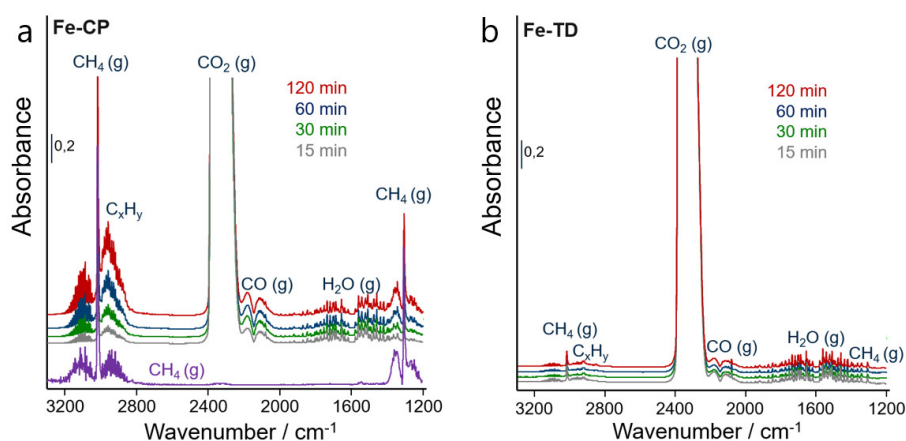 a
Fe-CP
CH₄ (g)
CO₂ (g)
120 min
60 min
30 min
15 min
0,2
CₓHᵧ
CH₄ (g)
CO (g)
H₂O (g)
CH₄ (g)
Absorbance
3200 2800 2400 2000 1600 1200
Wavenumber / cm⁻¹
b
Fe-TD
CO₂ (g)
120 min
60 min
30 min
15 min
0,2
CH₄ (g)
CₓHᵧ
CO (g)
H₂O (g)
CH₄ (g)
Absorbance
3200 2800 2400 2000 1600 1200
Wavenumber / cm⁻¹